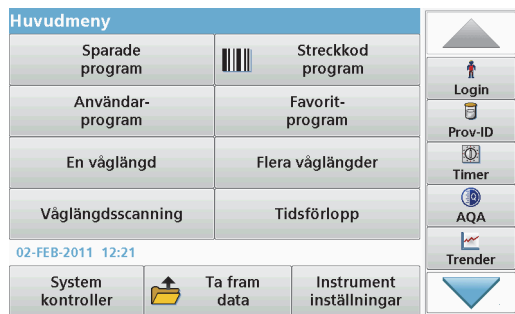 Huvudmeny
Sparade
program
Streckkod
program
Användar-
program
Favorit-
program
En våglängd
Flera våglängder
Våglängdsscanning
Tidsförlopp
02-FEB-2011 12:21
System
kontroller
Ta fram
data
Instrument
inställningar
Login
Prov-ID
Timer
AQA
Trender